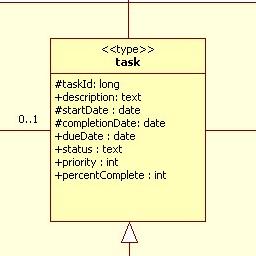 <<type>>
task
#taskId: long
+description: text
#startDate : date
#completionDate: date
+dueDate : date
+status : text
+priority : int
+percentComplete : int
0..1